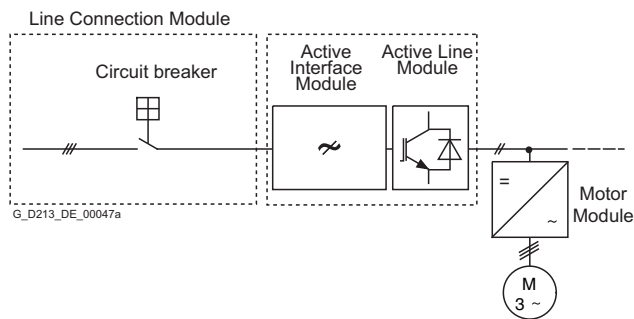 Line Connection Module
Circuit breaker
Active
Interface
Module
Active Line
Module
G_D213_DE_00047a
=
~
Motor
Module
M
3 ~